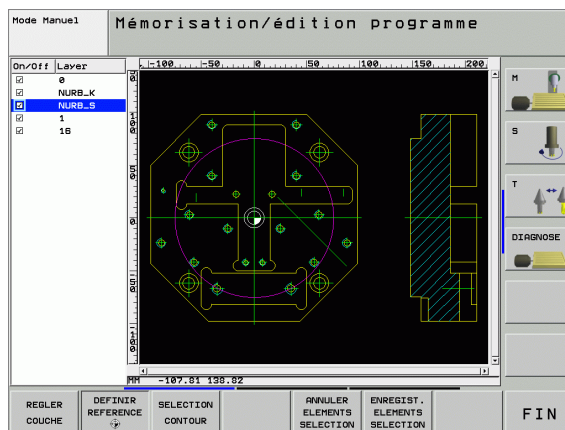 Mode Manuel
Mémorisation/édition programme
On/Off Layer
0
NURB_K
NURB_S
1
16
-100 -50 0 50 100 150 200
MM -107.81 138.82
M
S
T
DIAGNOSE
REGLER
COUCHE
DEFINIR
REFERENCE
SELECTION
CONTOUR
ANNULER
ELEMENTS
SELECTION
ENREGIST.
ELEMENTS
SELECTION
FIN